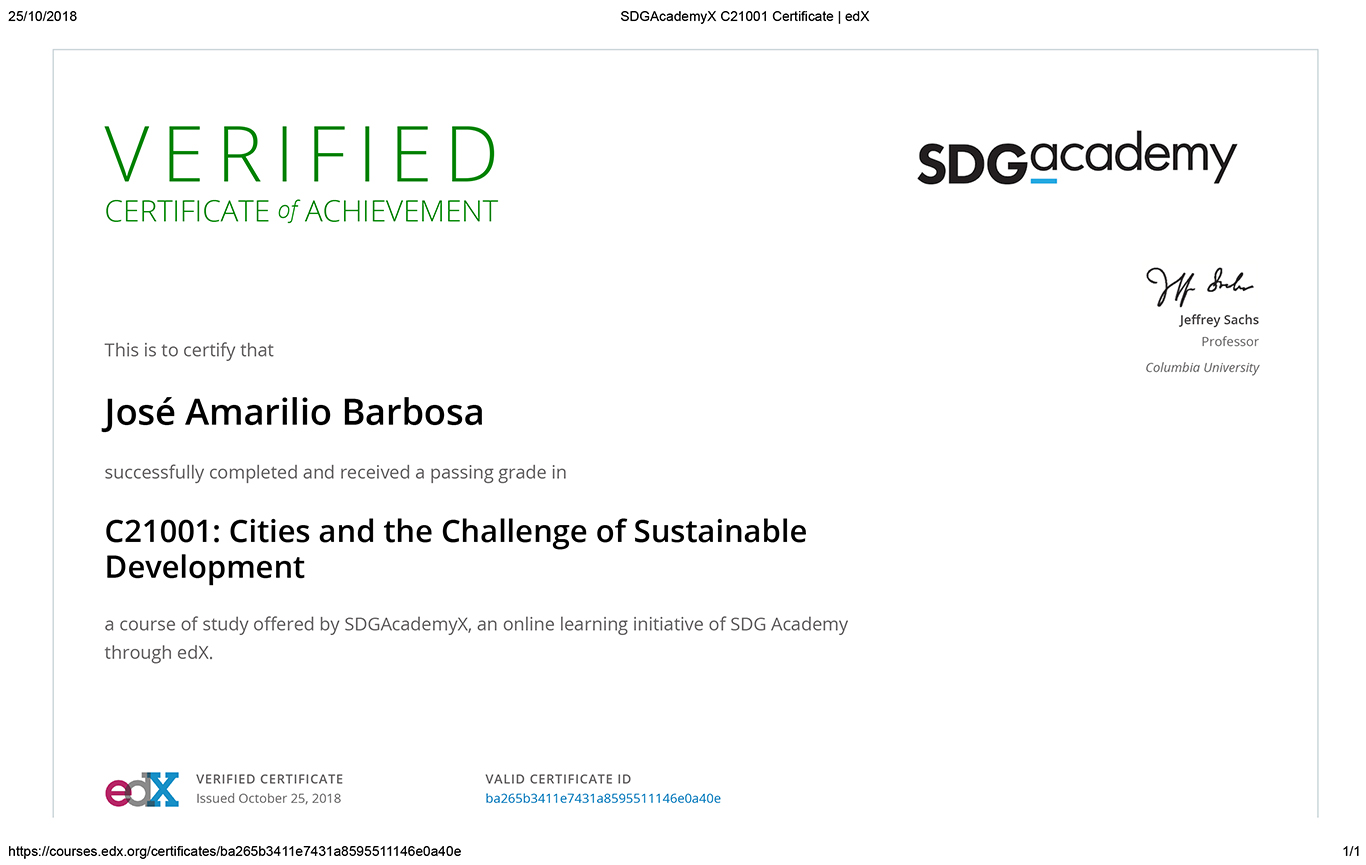 25/10/2018
SDGAcademyX C21001 Certificate | edX
VERIFIED
CERTIFICATE of ACHIEVEMENT
SDGacademy
Jeffrey Sachs
Professor
Columbia University
This is to certify that
José Amarilio Barbosa
successfully completed and received a passing grade in
C21001: Cities and the Challenge of Sustainable
Development
a course of study offered by SDGAcademyX, an online learning initiative of SDG Academy
through edX.
edX
VERIFIED CERTIFICATE
Issued October 25, 2018
VALID CERTIFICATE ID
ba265b3411e7431a8595511146e0a40e
https://courses.edx.org/certificates/ba265b3411e7431a8595511146e0a40e
1/1